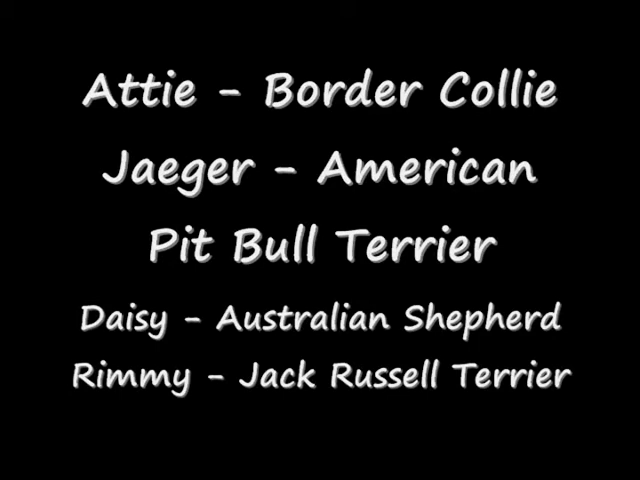 Attie - Border Collie
Jaeger - American
Pit Bull Terrier
Daisy - Australian Shepherd
Rimmy - Jack Russell Terrier